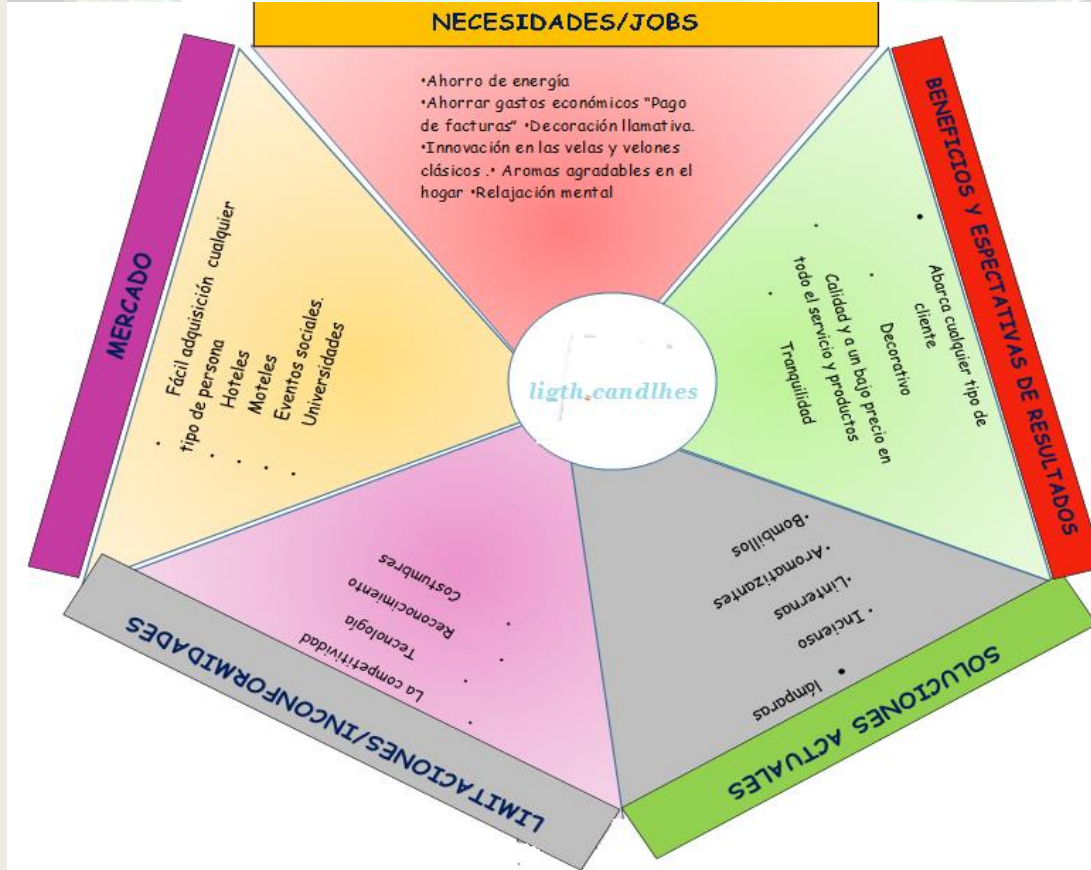 NECESIDADES/JOBS
•Ahorro de energía
•Ahorrar gastos económicos "Pago
de facturas" •Decoración llamativa.
•Innovación en las velas y velones
clásicos .• Aromas agradables en el
hogar •Relajación mental
BENEFICIOS Y ESPECTATIVAS DE RESULTADOS
• Abarca cualquier tipo de
cliente
• Decorativo
• Calidad y a un bajo precio en
todo el servicio y productos
• Tranquilidad
SOLUCIONES ACTUALES
• lámparas
• Incienso
•Linternas
•Aromatizantes
•Bombillos
LIMITACIONES/INCONFORMIDADES
• La competitividad
• Tecnología
• Reconocimiento
• Costumbres
MERCADO
• Fácil adquisición cualquier
tipo de persona
• Hoteles
• Moteles
• Eventos sociales.
• Universidades
ligth candlhes